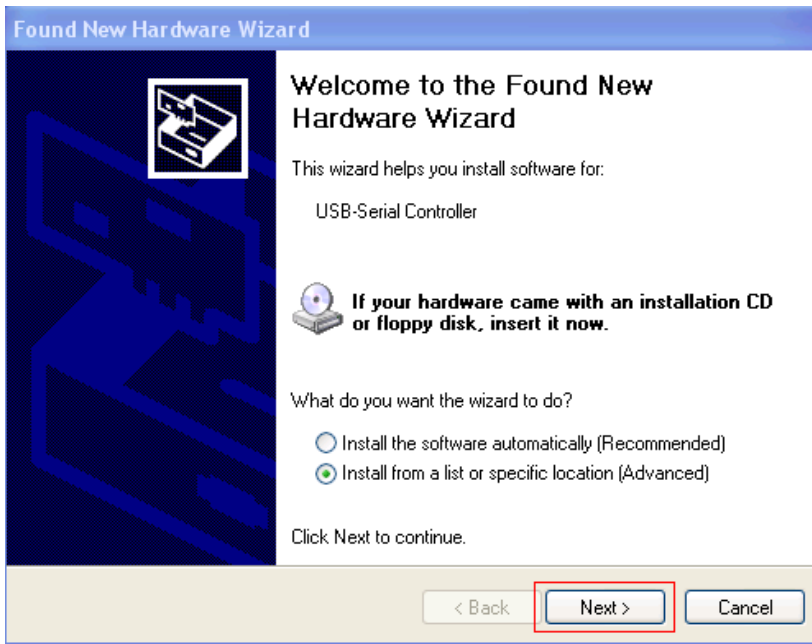 Found New Hardware Wizard
Welcome to the Found New
Hardware Wizard
This wizard helps you install software for:
USB-Serial Controller
If your hardware came with an installation CD
or floppy disk, insert it now.
What do you want the wizard to do?
Install the software automatically (Recommended)
Install from a list or specific location (Advanced)
Click Next to continue.
< Back Next > Cancel